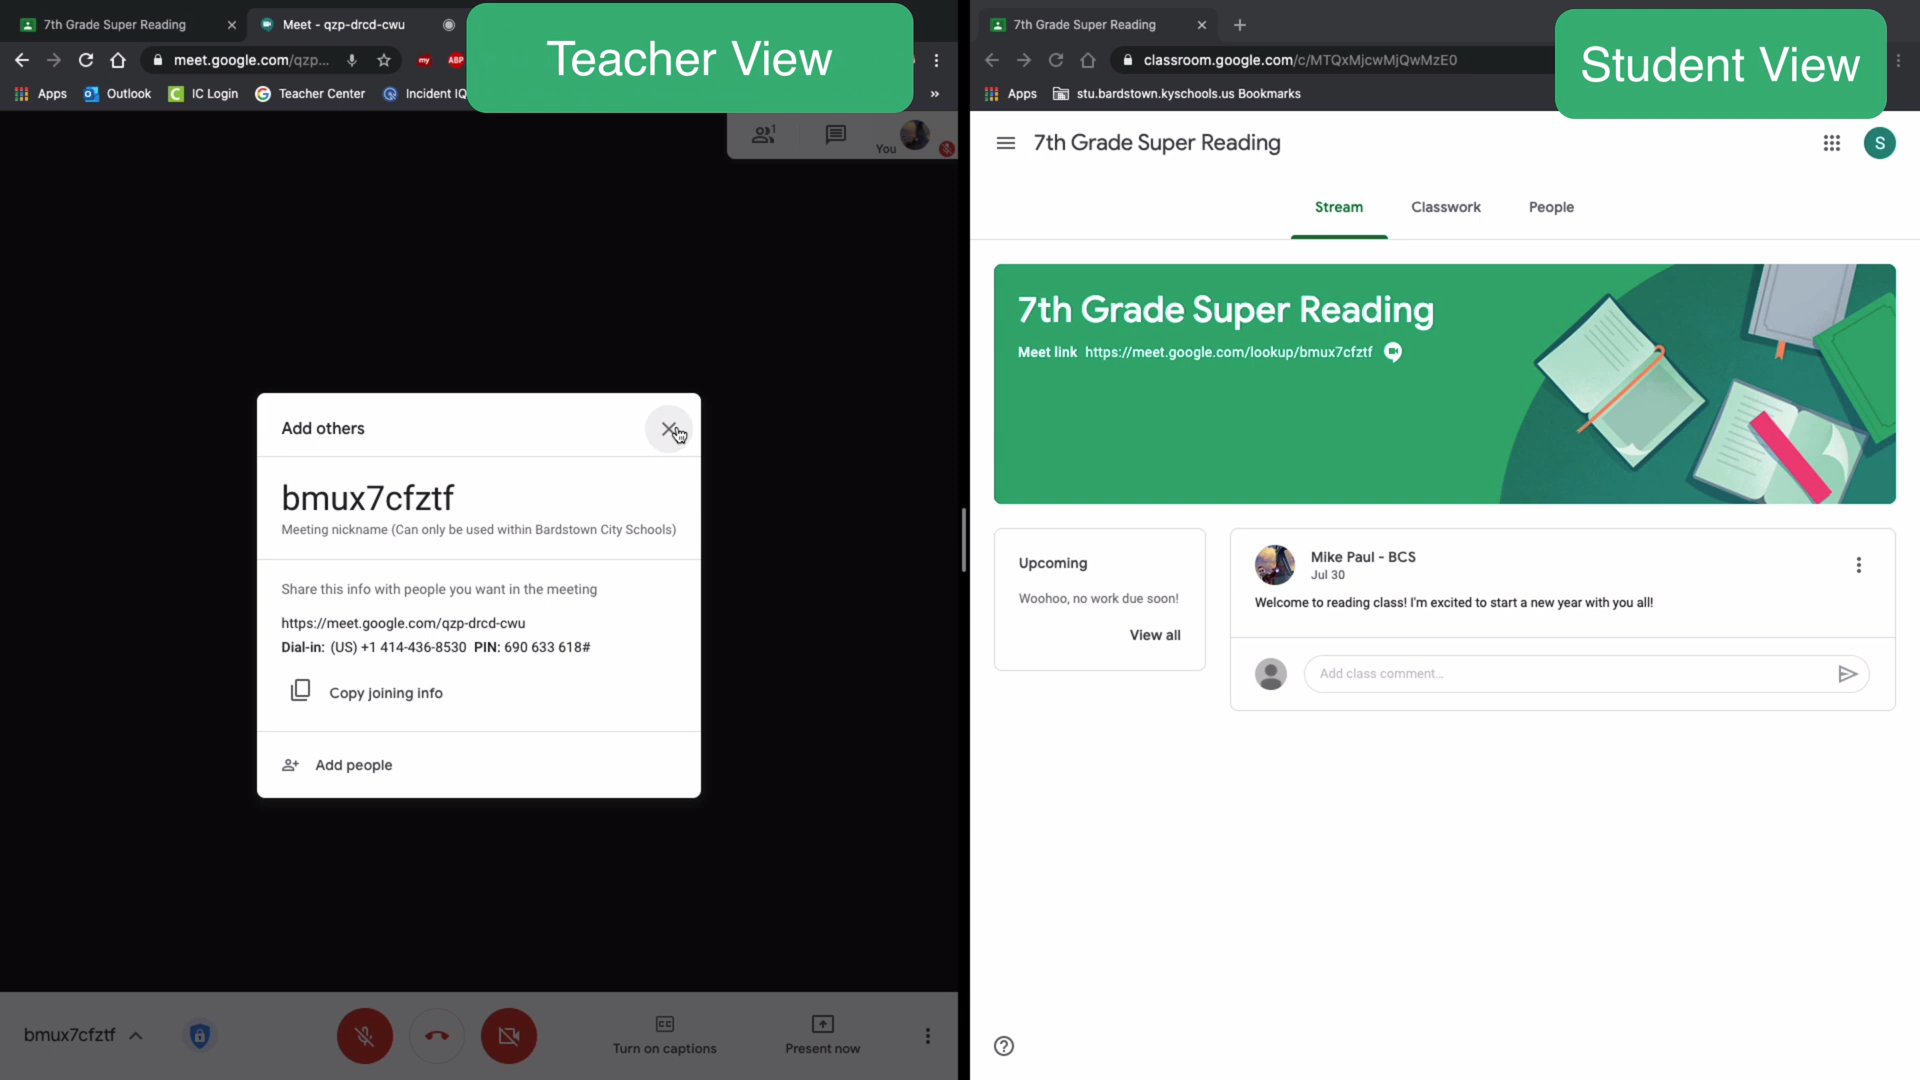 7th Grade Super Reading
Meet - qzp-drcd-cwu
meet.google.com/qzp...
my
ABP
Apps
Outlook
IC Login
Teacher Center
Incident IQ
»
Teacher View
1
You
Add others
bmux7cfztf
Meeting nickname (Can only be used within Bardstown City Schools)
Share this info with people you want in the meeting
https://meet.google.com/qzp-drcd-cwu
Dial-in: (US) +1 414-436-8530 PIN: 690 633 618#
Copy joining info
Add people
bmux7cfztf
CC
Turn on captions
Present now
7th Grade Super Reading
classroom.google.com/c/MTQxMjcwMjQwMzE0
Apps
stu.bardstown.kyschools.us Bookmarks
Student View
7th Grade Super Reading
S
Stream
Classwork
People
7th Grade Super Reading
Meet link https://meet.google.com/lookup/bmux7cfztf
Upcoming
Woohoo, no work due soon!
View all
Mike Paul - BCS
Jul 30
Welcome to reading class! I'm excited to start a new year with you all!
Add class comment...